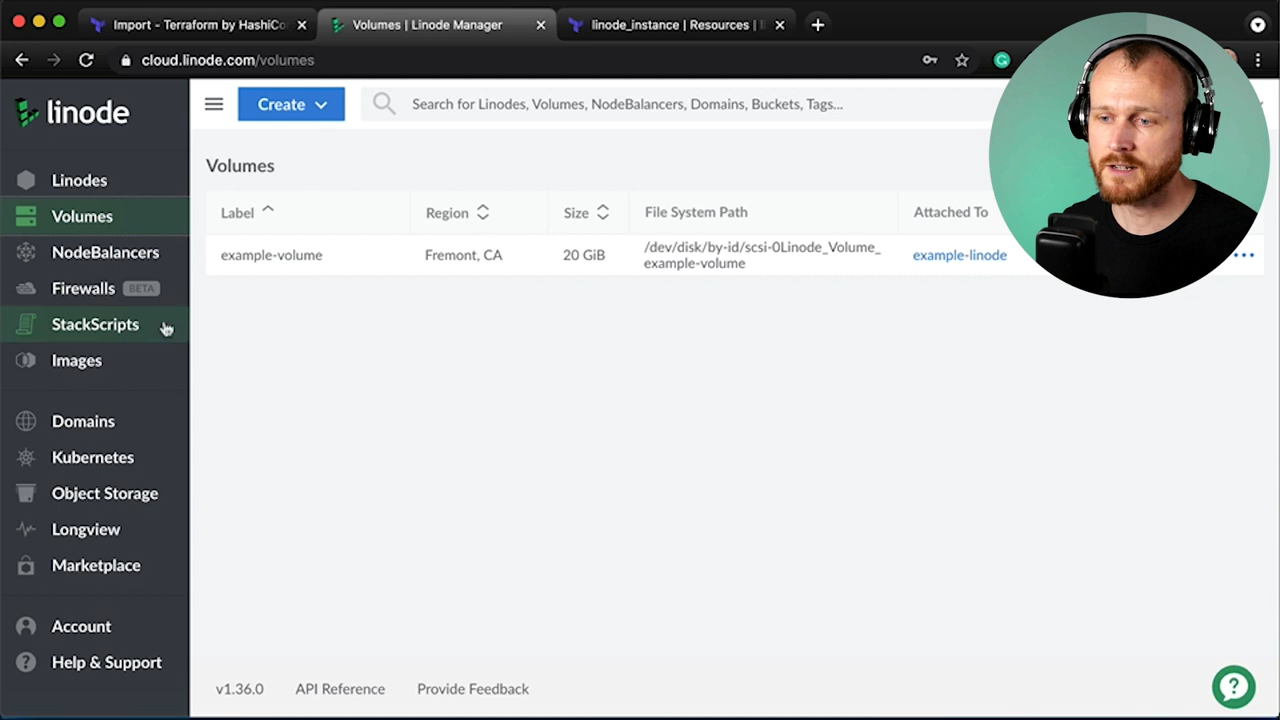 Import - Terraform by HashiCo
Volumes | Linode Manager
linode_instance | Resources | l
cloud.linode.com/volumes
linode
Create
Search for Linodes, Volumes, NodeBalancers, Domains, Buckets, Tags...
Linodes
Volumes
NodeBalancers
Firewalls BETA
StackScripts
Images
Domains
Kubernetes
Object Storage
Longview
Marketplace
Account
Help & Support
Volumes
Label
Region
Size
File System Path
Attached To
example-volume
Fremont, CA
20 GiB
/dev/disk/by-id/scsi-0Linode_Volume_
example-volume
example-linode
v1.36.0
API Reference
Provide Feedback